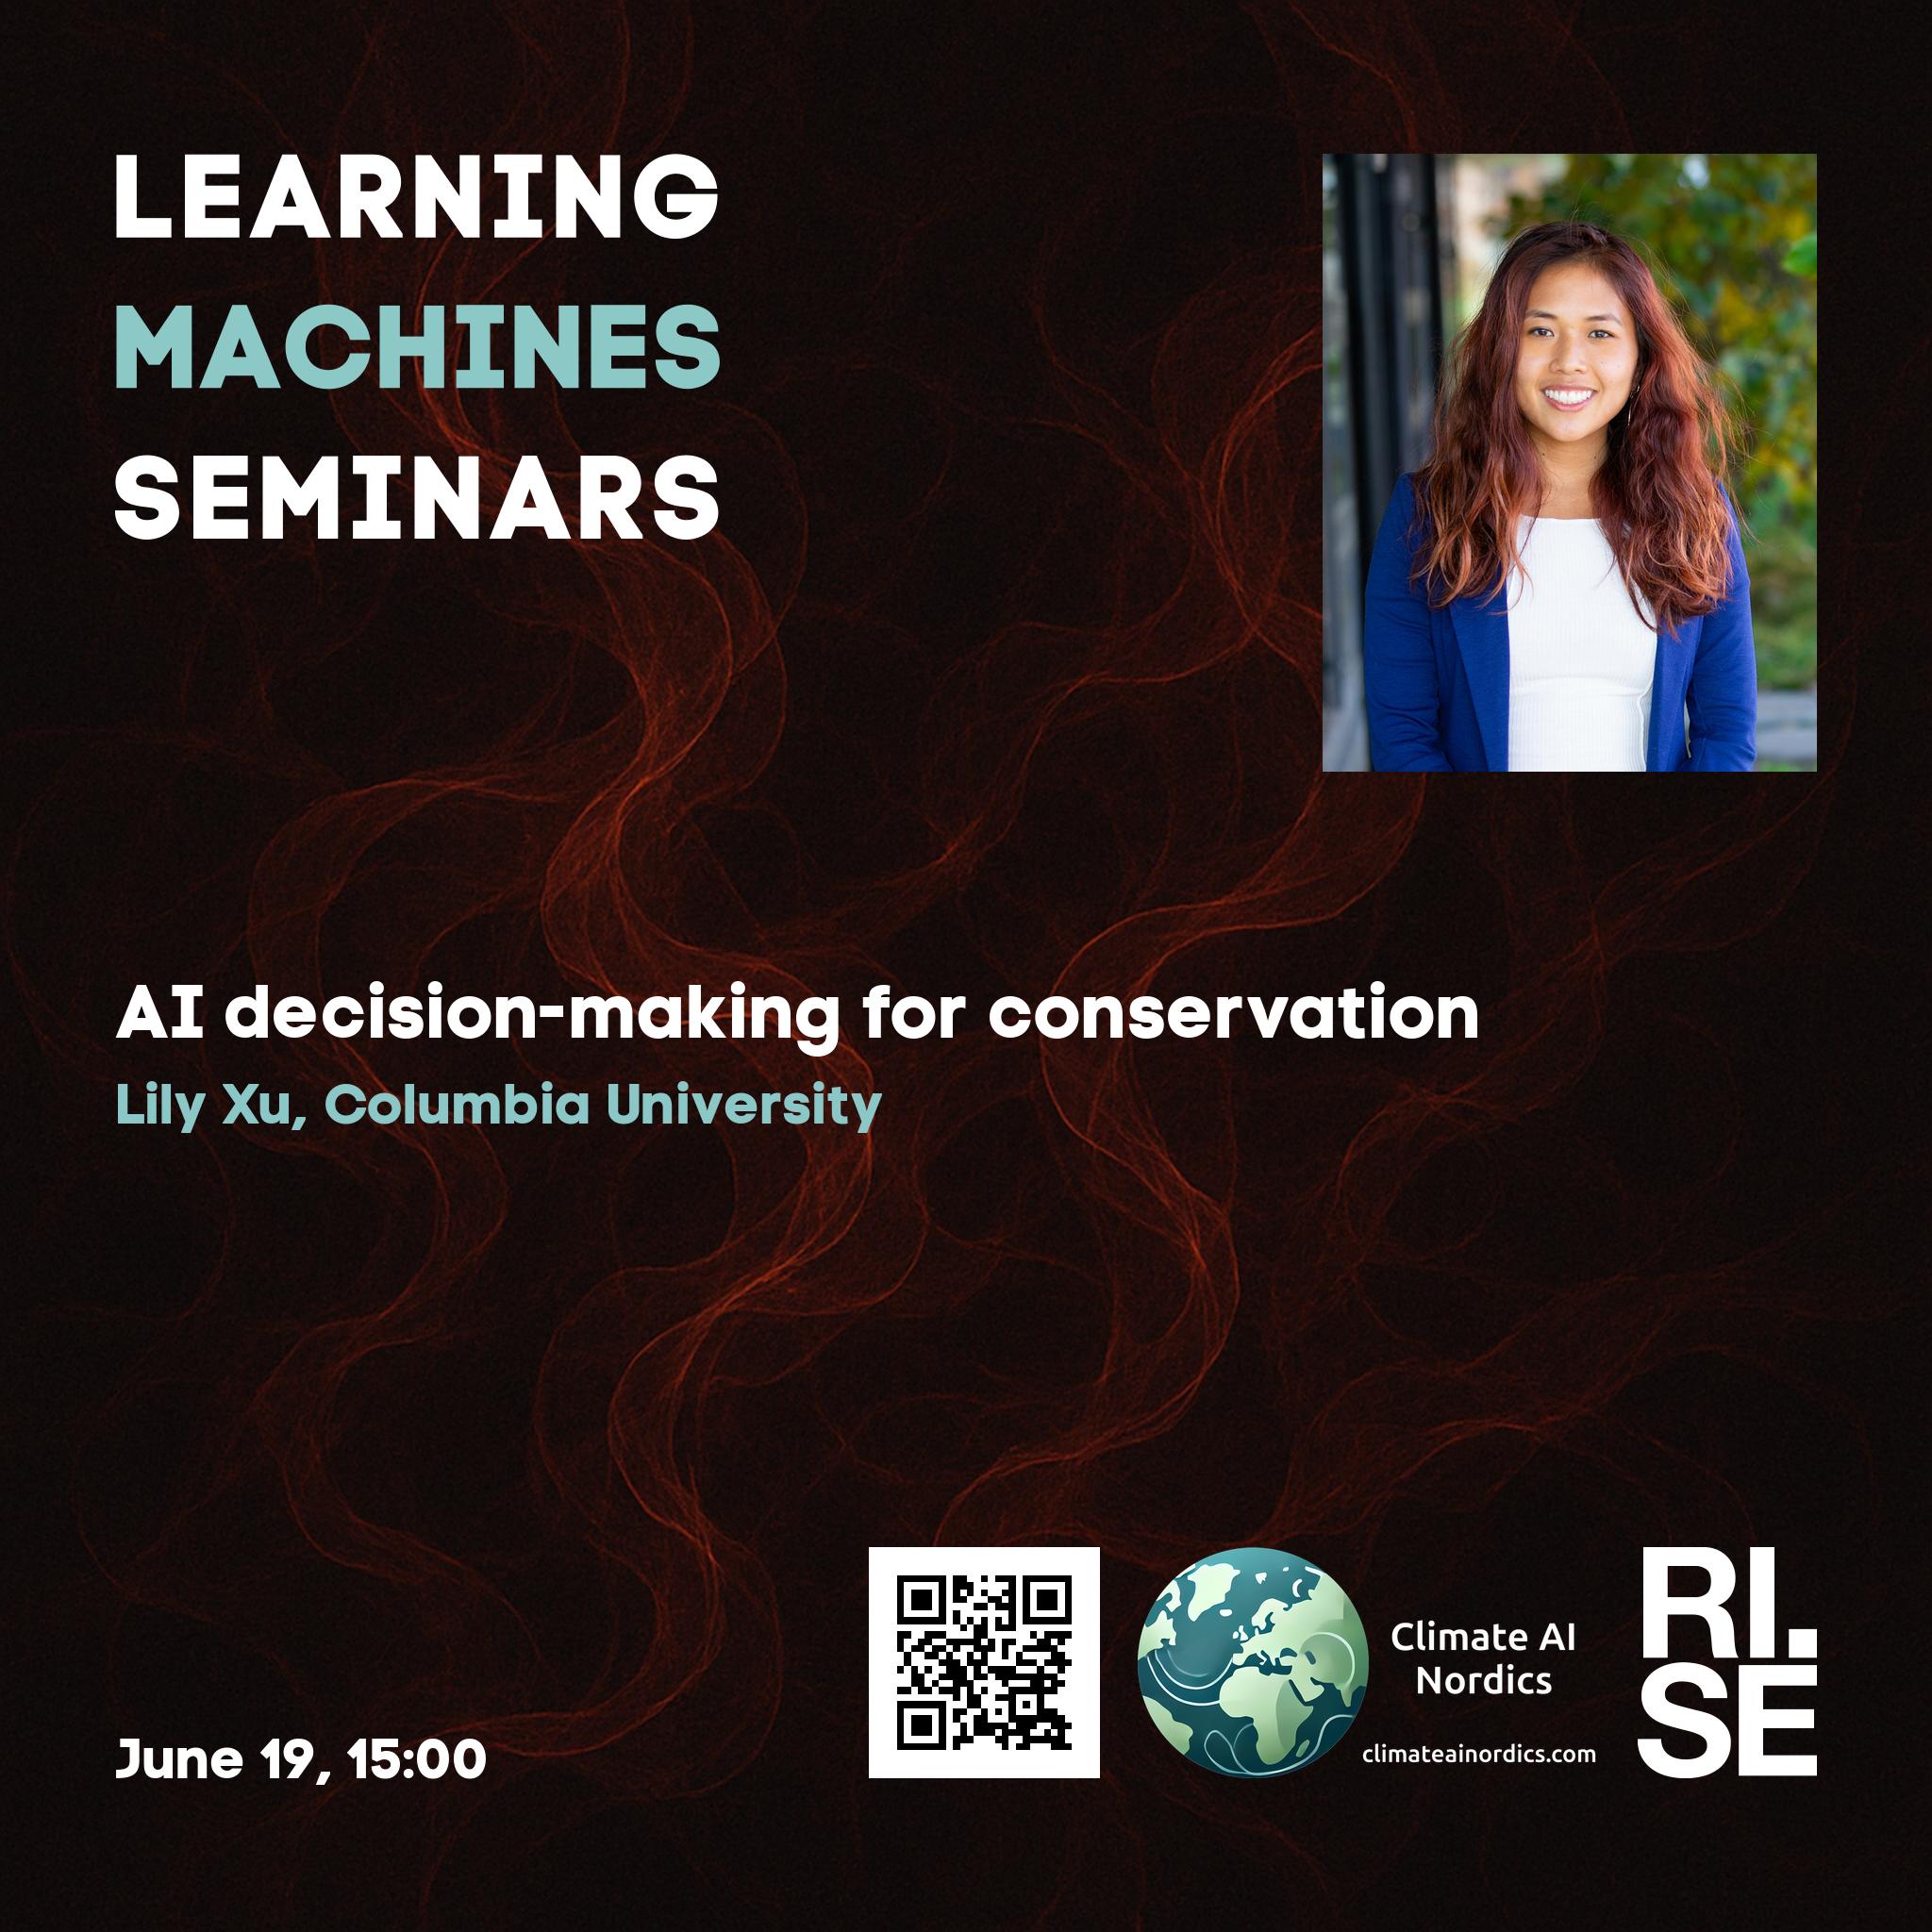 LEARNING
MACHINES
SEMINARS
AI decision-making for conservation
Lily Xu, Columbia University
June 19, 15:00
Climate AI
Nordics
climateainordics.com
RI.
SE